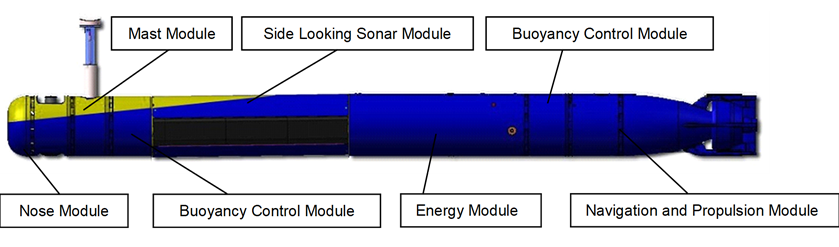 Mast Module
Side Looking Sonar Module
Buoyancy Control Module
Nose Module
Buoyancy Control Module
Energy Module
Navigation and Propulsion Module